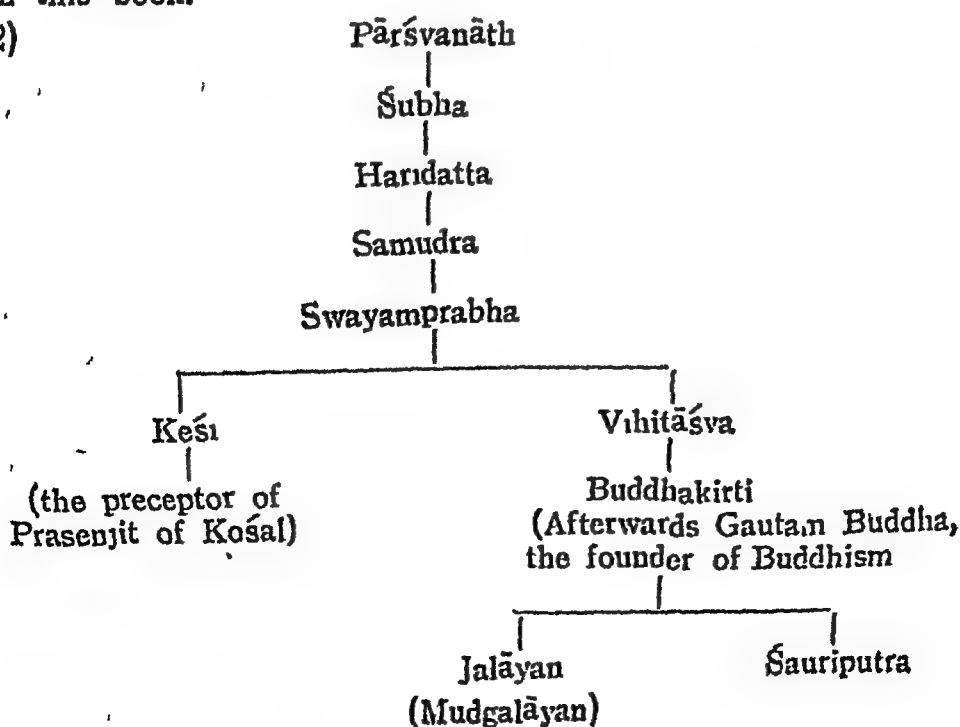 this book.
2)
Pārśvanāth
Śubha
Haridatta
Samudra
Swayamprabha
Keśi
Vihitāśva
(the preceptor of
Prasenjit of Kośal)
Buddhakirti
(Afterwards Gautam Buddha,
the founder of Buddhism
Jalāyan
Śauriputra
(Mudgalāyan)